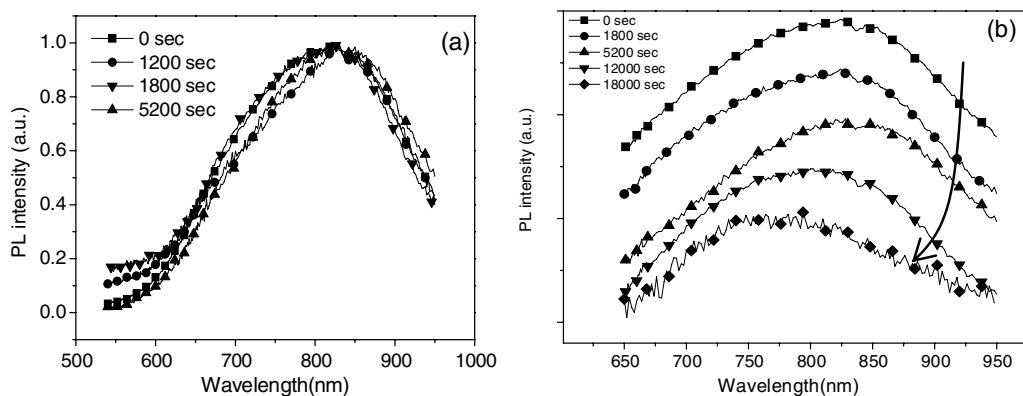 (a)
0 sec
1200 sec
1800 sec
5200 sec
PL intensity (a.u.)
1.0
0.8
0.6
0.4
0.2
0.0
500 600 700 800 900 1000
Wavelength(nm)
(b)
0 sec
1800 sec
5200 sec
12000 sec
18000 sec
PL intensity (a.u.)
650 700 750 800 850 900 950
Wavelength(nm)